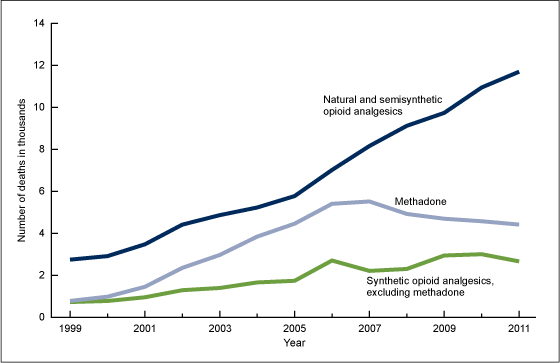 14
12
10
8
6
4
2
0
Number of deaths in thousands
Natural and semisynthetic
opioid analgesics
Methadone
Synthetic opioid analgesics,
excluding methadone
1999 2001 2003 2005 2007 2009 2011
Year